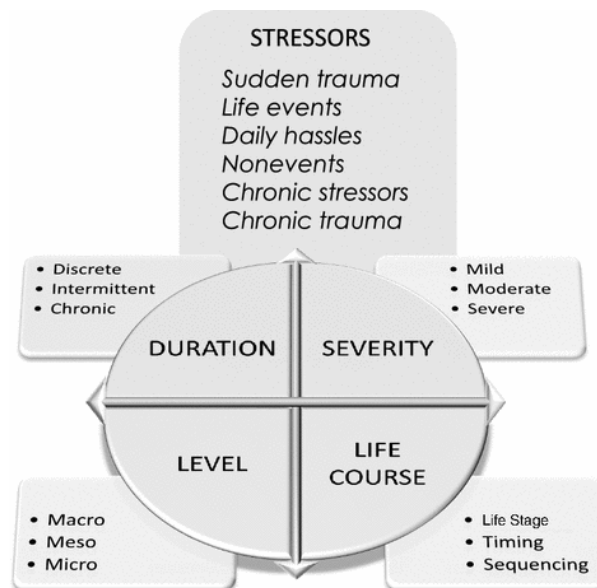 STRESSORS
Sudden trauma
Life events
Daily hassles
Nonevents
Chronic stressors
Chronic trauma
• Discrete
• Intermittent
• Chronic
• Mild
• Moderate
• Severe
DURATION
SEVERITY
LEVEL
LIFE
COURSE
• Macro
• Meso
• Micro
• Life Stage
• Timing
• Sequencing